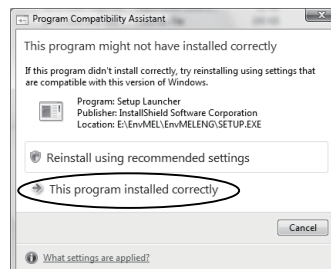 Program Compatibility Assistant
This program might not have installed correctly
If this program didn't install correctly, try reinstalling using settings that
are compatible with this version of Windows.
Program: Setup Launcher
Publisher: InstallShield Software Corporation
Location: E:\EnvMEL\EnvMELENG\SETUP.EXE
Reinstall using recommended settings
This program installed correctly
Cancel
What settings are applied?